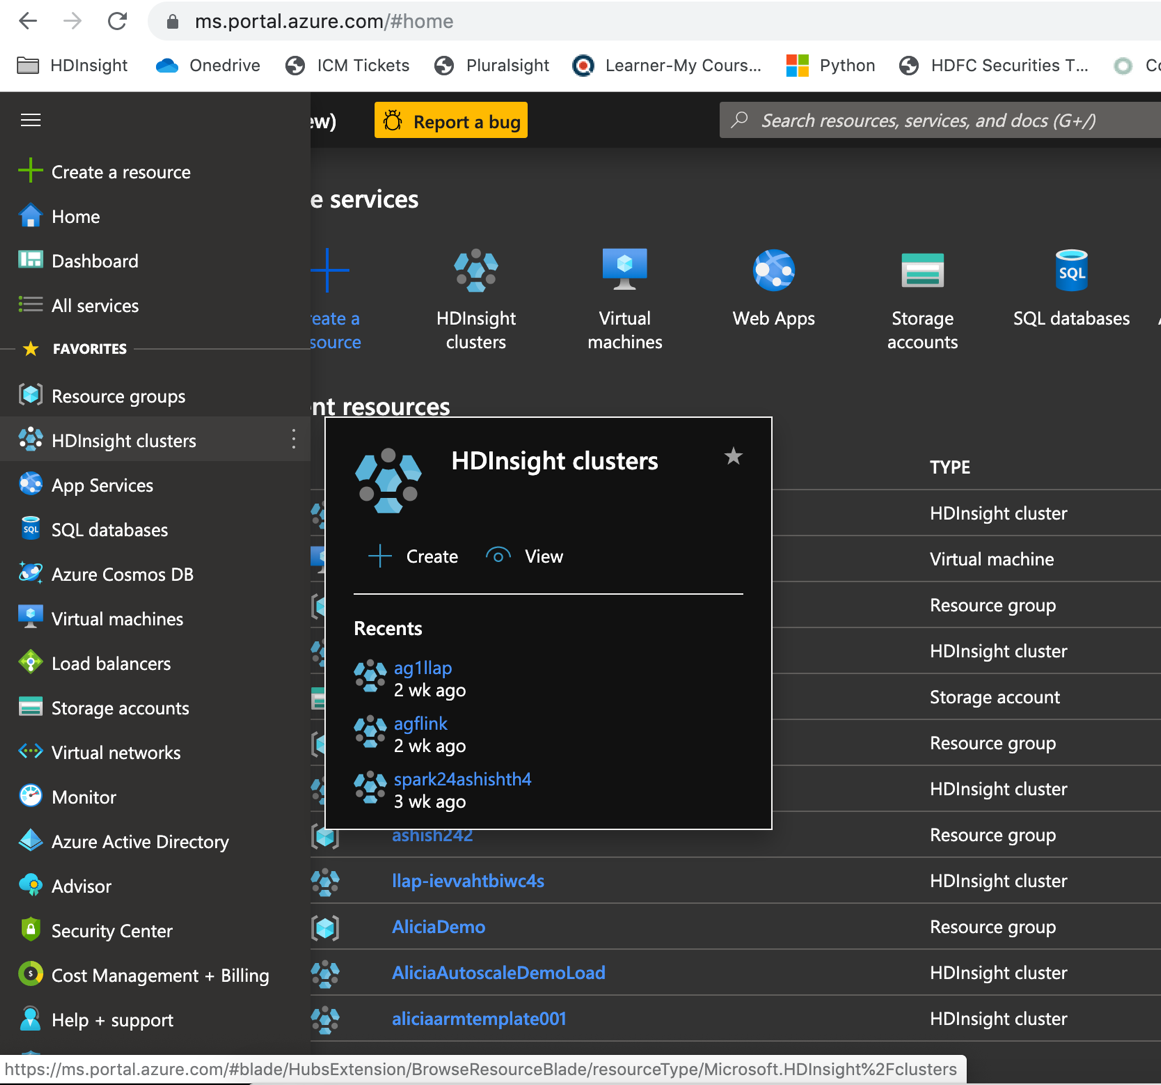 ms.portal.azure.com/#home
HDInsight
Onedrive
ICM Tickets
Pluralsight
Learner-My Cours...
Python
HDFC Securities T...
Co
ew)
Report a bug
Search resources, services, and docs (G+/)
Create a resource
Home
Dashboard
All services
FAVORITES
Resource groups
HDInsight clusters
App Services
SQL databases
Azure Cosmos DB
Virtual machines
Load balancers
Storage accounts
Virtual networks
Monitor
Azure Active Directory
Advisor
Security Center
Cost Management + Billing
Help + support
e services
reate a
source
HDInsight
clusters
Virtual
machines
Web Apps
Storage
accounts
SQL
SQL databases
nt resources
HDInsight clusters
Create
View
Recents
ag1llap
2 wk ago
agflink
2 wk ago
spark24ashishth4
3 wk ago
TYPE
HDInsight cluster
Virtual machine
Resource group
HDInsight cluster
Storage account
Resource group
HDInsight cluster
ashish242
Resource group
llap-ievvahtbiwc4s
HDInsight cluster
AliciaDemo
Resource group
AliciaAutoscaleDemoLoad
HDInsight cluster
aliciaarmtemplate001
HDInsight cluster
https://ms.portal.azure.com/#blade/HubsExtension/BrowseResourceBlade/resourceType/Microsoft.HDInsight%2Fclusters